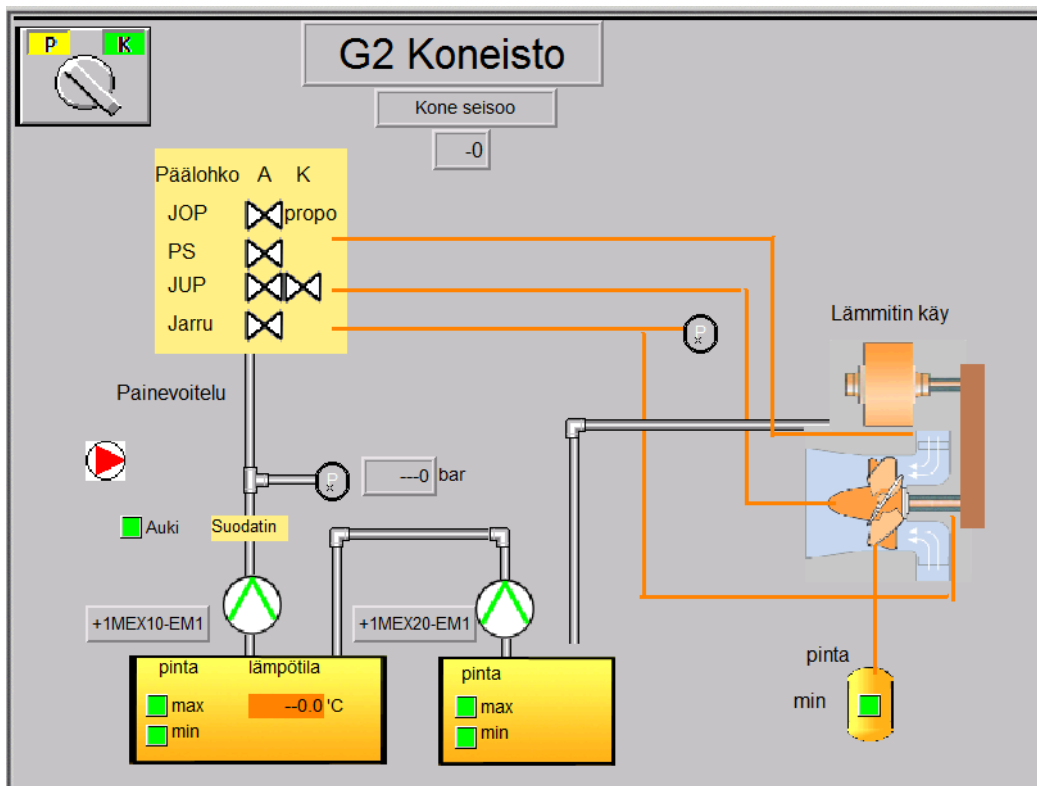 P K
G2 Koneisto
Kone seisoo
-0
Päälohko A K
JOP propo
PS
JUP
Jarru
P
x
Lämmitin käy
Painevoitelu
P
x
---0 bar
Auki Suodatin
+1MEX10-EM1
+1MEX20-EM1
pinta lämpötila
max --0.0 'C
min
pinta
max
min
pinta
min